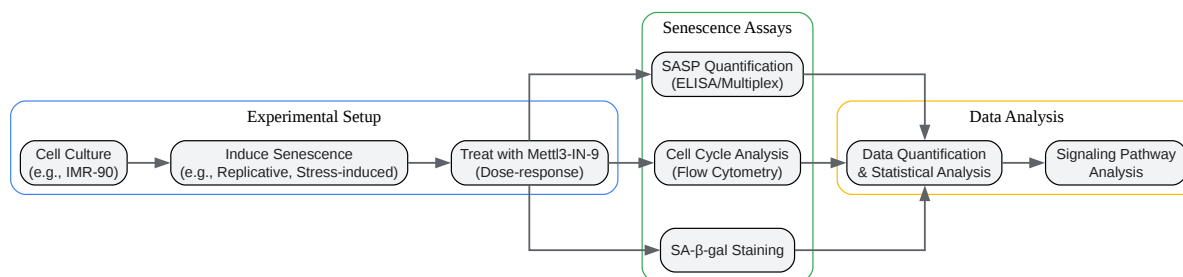 Senescence Assays
SASP Quantification
(ELISA/Multiplex)
Experimental Setup
Data Analysis
Cell Culture
(e.g., IMR-90)
Induce Senescence
(e.g., Replicative, Stress-induced)
Treat with Mettl3-IN-9
(Dose-response)
Cell Cycle Analysis
(Flow Cytometry)
Data Quantification
& Statistical Analysis
Signaling Pathway
Analysis
SA-β-gal Staining